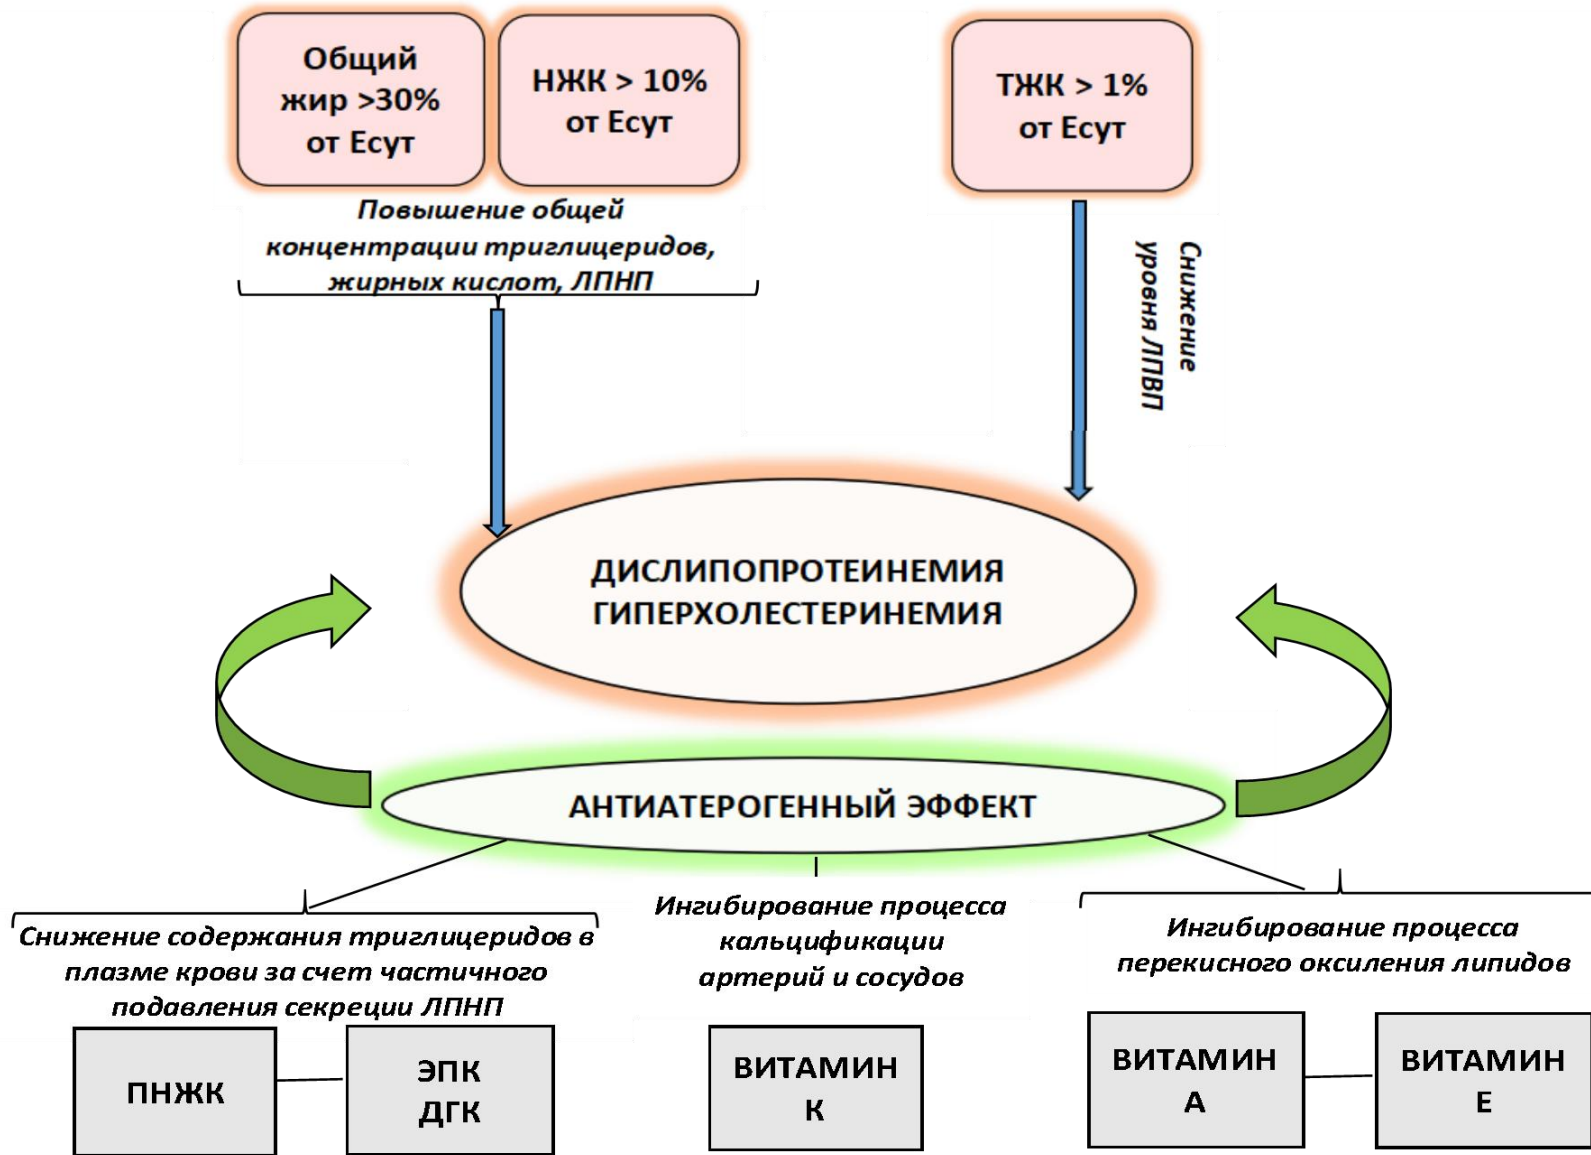 Общий
жир >30%
от Есут
НЖК > 10%
от Есут
ТЖК > 1%
от Есут
Повышение общей
концентрации триглицеридов,
жирных кислот, ЛПНП
Снижение
уровня ЛПВП
ДИСЛИПОПРОТЕИНЕМИЯ
ГИПЕРХОЛЕСТЕРИНЕМИЯ
АНТИАТЕРОГЕННЫЙ ЭФФЕКТ
Снижение содержания триглицеридов в
плазме крови за счет частичного
подавления секреции ЛПНП
Ингибирование процесса
кальцификации
артерий и сосудов
Ингибирование процесса
перекисного оксиления липидов
ПНЖК
ЭПК
ДГК
ВИТАМИН
К
ВИТАМИН
А
ВИТАМИН
Е